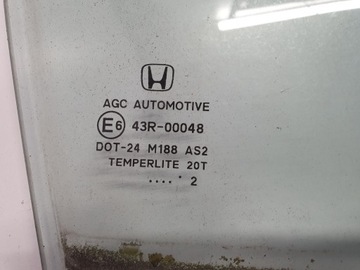 AGC AUTOMOTIVE
E6 43R-00048
DOT-24 M188 AS2
TEMPERLITE 20T
.... • 2